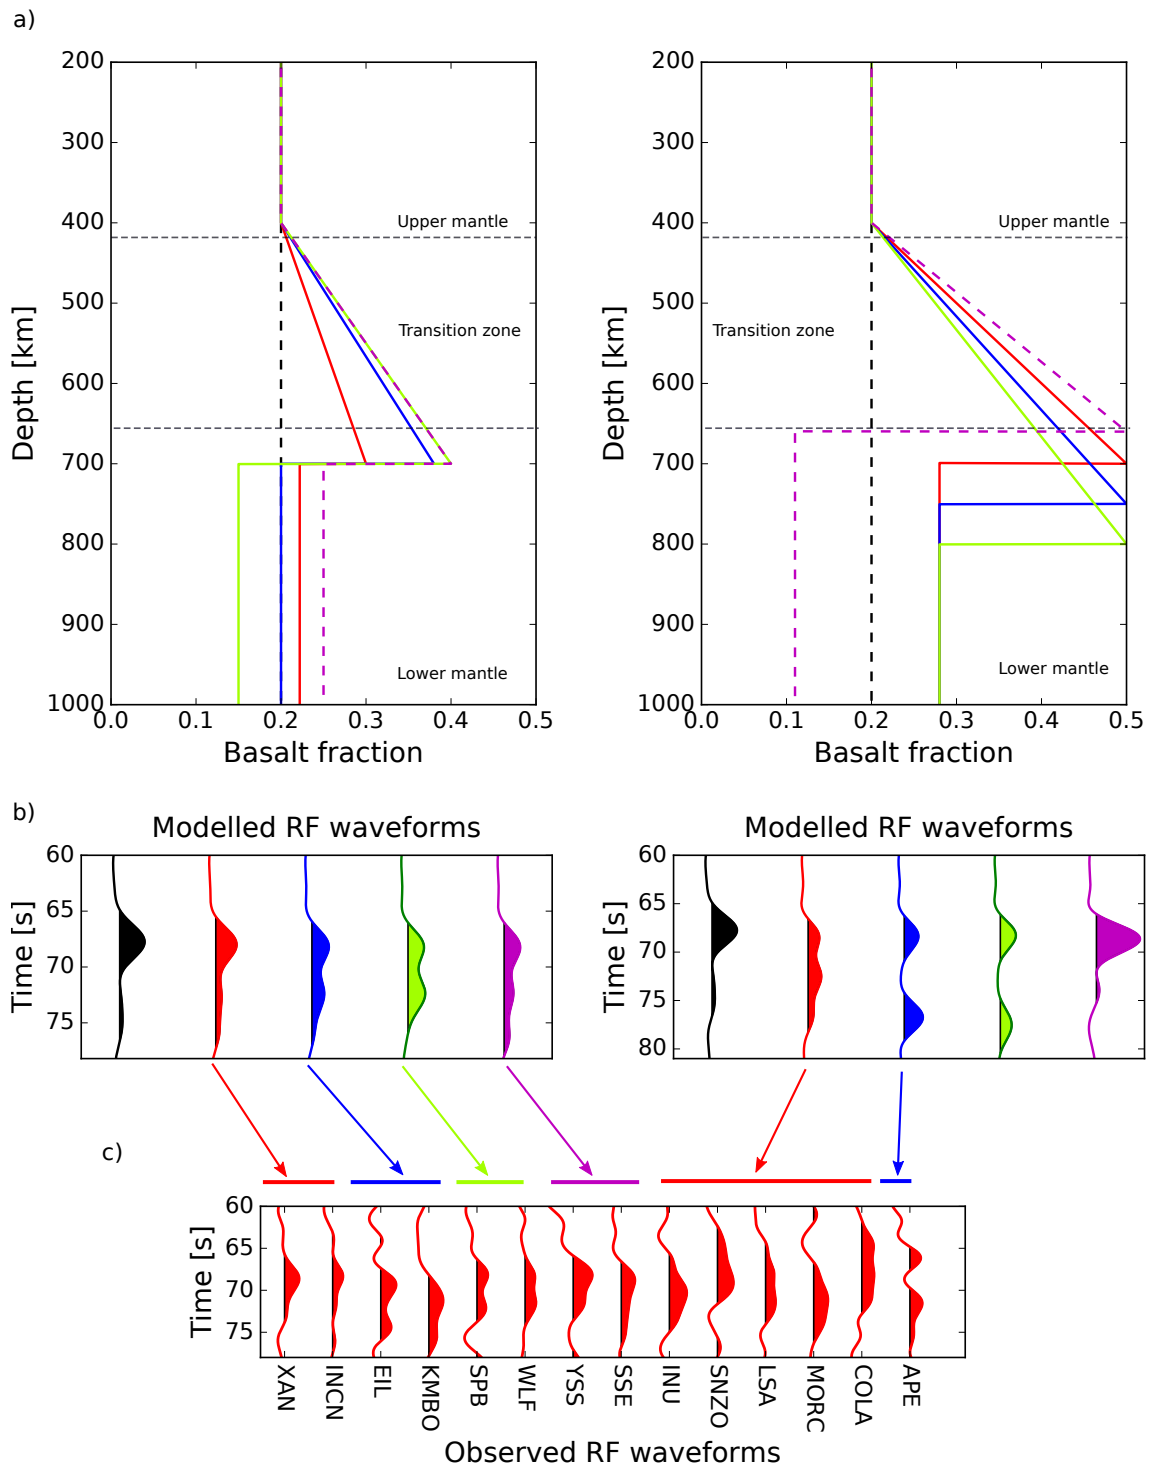 a)
200
300
400
500
600
700
800
900
1000
Depth [km]
Upper mantle
Transition zone
Lower mantle
0.0 0.1 0.2 0.3 0.4 0.5
Basalt fraction
200
300
400
500
600
700
800
900
1000
Depth [km]
Upper mantle
Transition zone
Lower mantle
0.0 0.1 0.2 0.3 0.4 0.5
Basalt fraction
b)
Modelled RF waveforms
60
65
70
75
Time [s]
Modelled RF waveforms
60
65
70
75
80
Time [s]
c)
60
65
70
75
Time [s]
XAN INCN EIL KMBO SPB WLF YSS SSE INU SNZO LSA MORC COLA APE
Observed RF waveforms